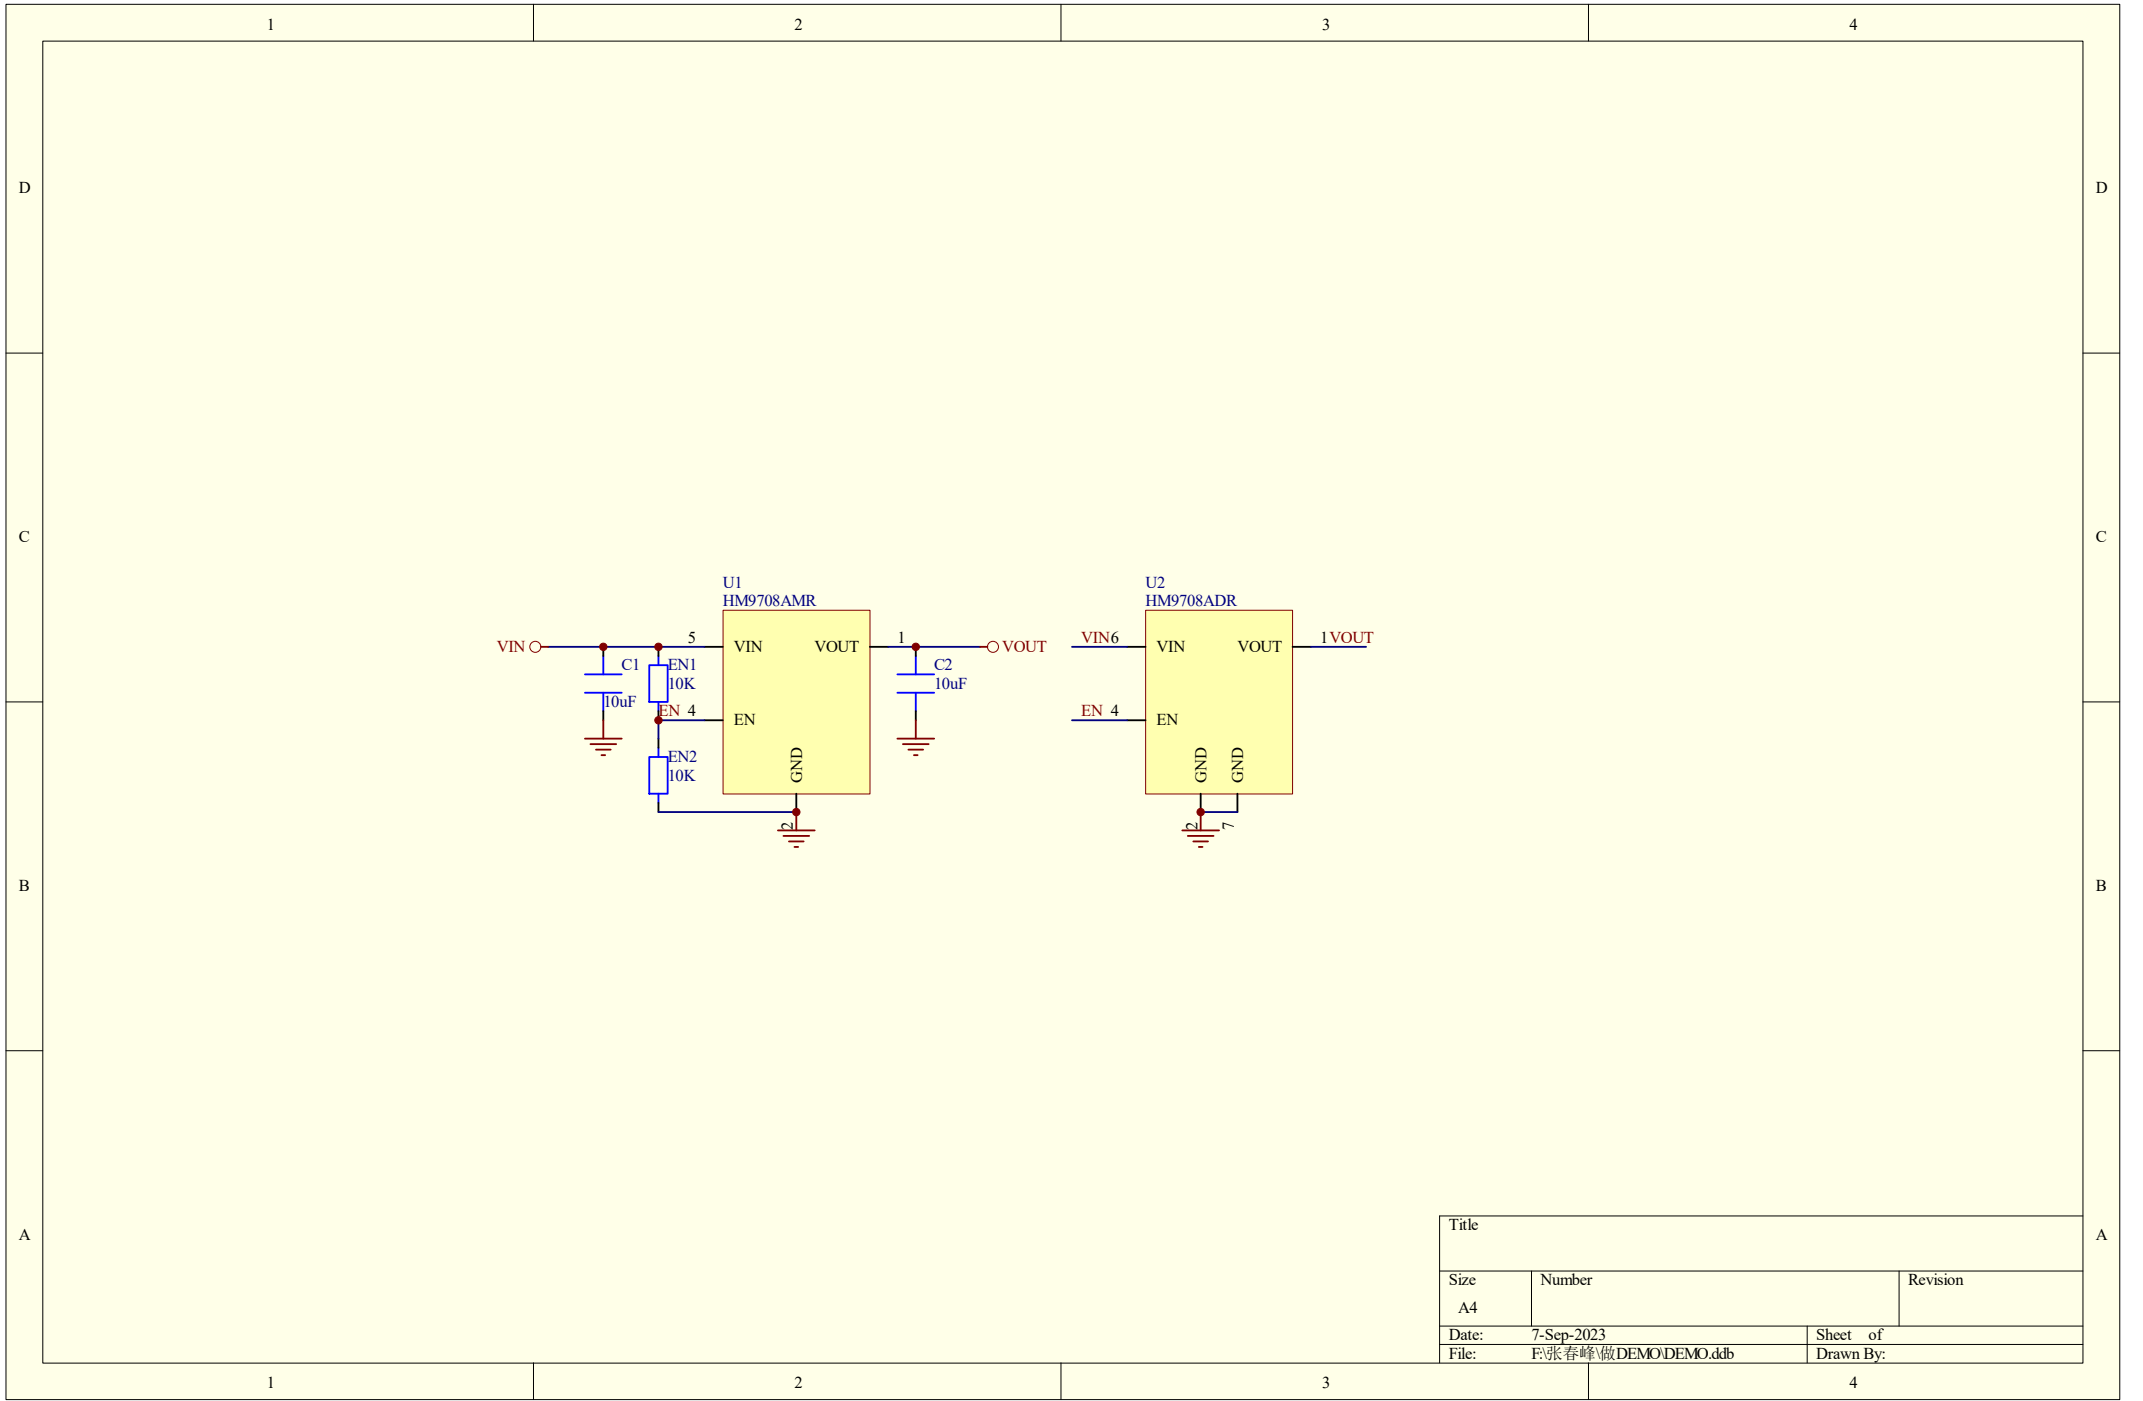 1 2 3 4
D D
C C
U1 U2
HM9708AMR HM9708ADR
VIN 5 VIN VOUT 1 VOUT VIN 6 VIN VOUT 1 VOUT
C1 EN1 C2
10K 10uF
10uF
EN 4 EN EN 4 EN
EN2
GND GND GND
10K
2 2 7
B B
A A
Title
Size Number Revision
A4
Date: 7-Sep-2023 Sheet of
File: F:\张春峰\做DEMO\DEMO.ddb Drawn By:
1 2 3 4